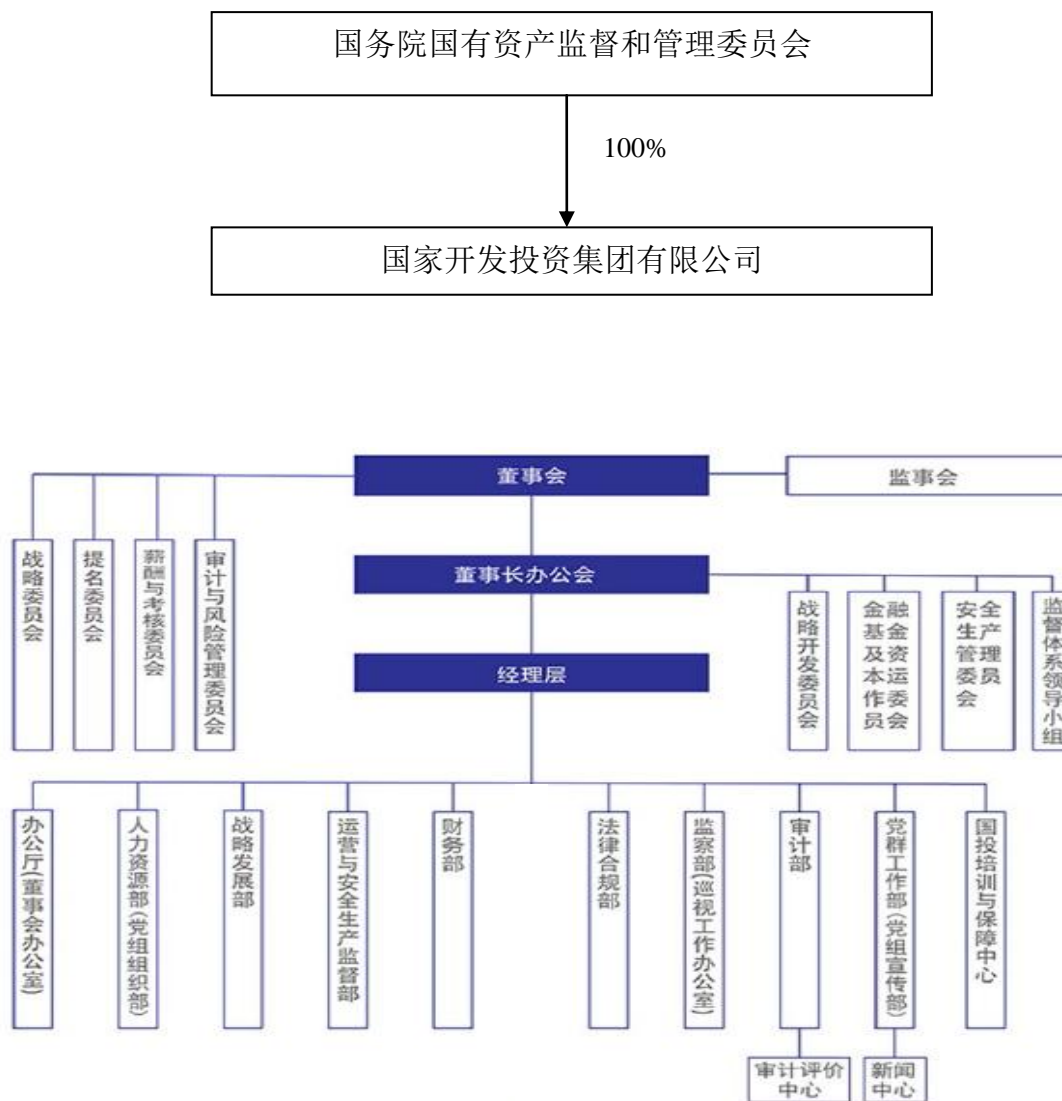 国务院国有资产监督和管理委员会
100%
国家开发投资集团有限公司
董事会
监事会
战略委员会
提名委员会
薪酬与考核委员会
审计与风险管理委员会
董事长办公会
战略开发委员会
金融
基金
及资
本运
作委
员会
安全
生产
管理
委员
会
监督体系领导小组
经理层
办公厅(董事会办公室)
人力资源部(党组组织部)
战略发展部
运营与安全生产监督部
财务部
法律合规部
监察部(巡视工作办公室)
审计部
党群工作部(党组宣传部)
国投培训与保障中心
审计评价
中心
新闻
中心